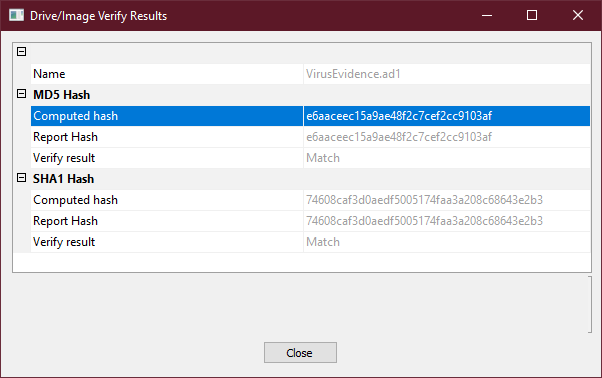 Drive/Image Verify Results
Name VirusEvidence.ad1
MD5 Hash
Computed hash e6aaceec15a9ae48f2c7cef2cc9103af
Report Hash e6aaceec15a9ae48f2c7cef2cc9103af
Verify result Match
SHA1 Hash
Computed hash 74608caf3d0aedf5005174faa3a208c68643e2b3
Report Hash 74608caf3d0aedf5005174faa3a208c68643e2b3
Verify result Match
Close